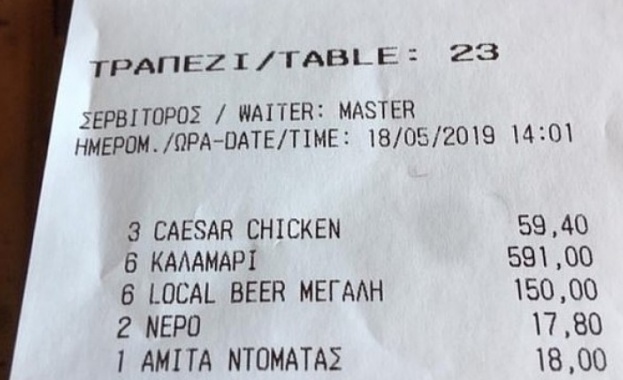 ΤΡΑΠΕΖΙ/TABLE: 23
ΣΕΡΒΙΤΟΡΟΣ / WAITER: MASTER
ΗΜΕΡΟΜ./ΩΡΑ-DATE/TIME: 18/05/2019 14:01
3 CAESAR CHICKEN 59,40
6 ΚΑΛΑΜΑΡΙ 591,00
6 LOCAL BEER ΜΕΓΑΛΗ 150,00
2 ΝΕΡΟ 17,80
1 ΑΜΙΤΑ ΝΤΟΜΑΤΑΣ 18,00